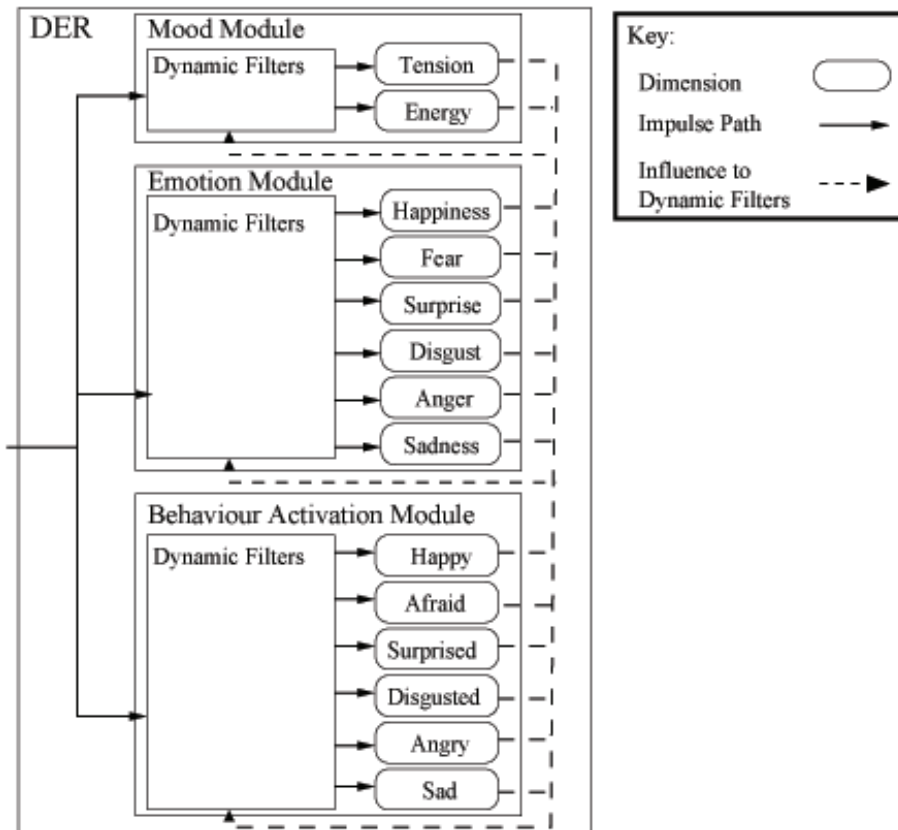 DER
Mood Module
Dynamic Filters
Tension
Energy
Emotion Module
Dynamic Filters
Happiness
Fear
Surprise
Disgust
Anger
Sadness
Behaviour Activation Module
Dynamic Filters
Happy
Afraid
Surprised
Disgusted
Angry
Sad
Key:
Dimension
Impulse Path
Influence to
Dynamic Filters